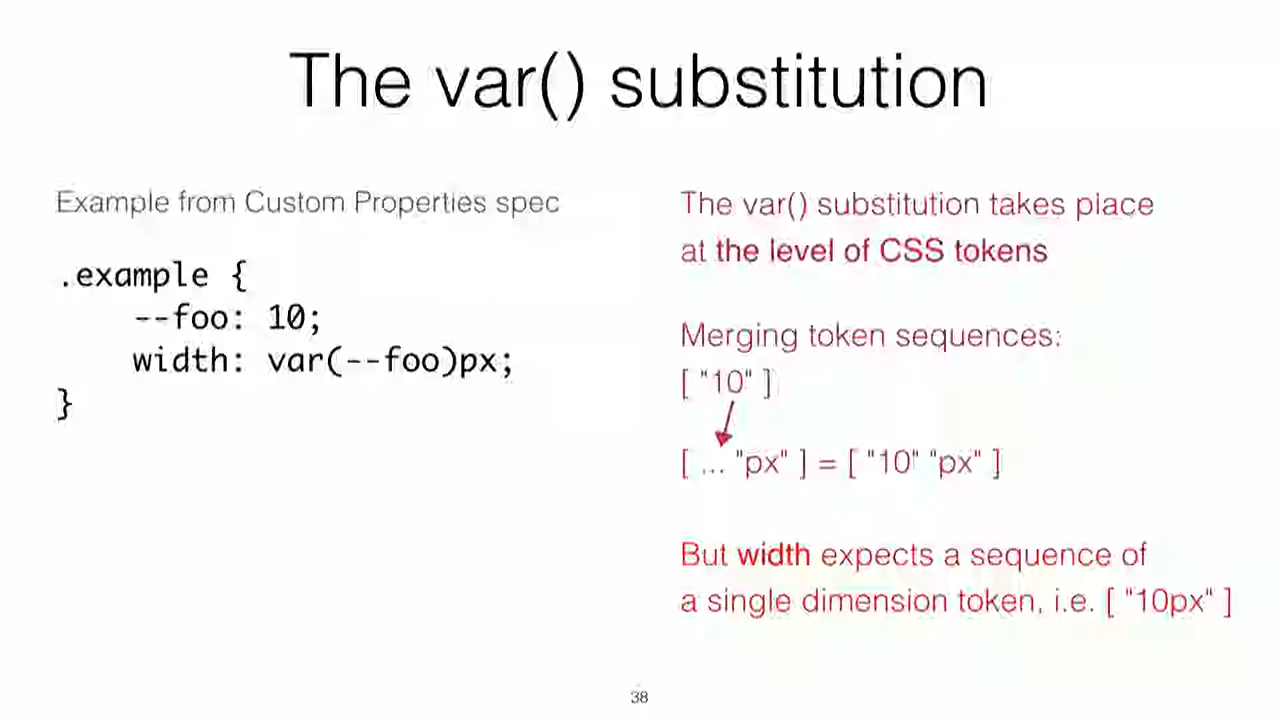 The var() substitution
Example from Custom Properties spec
.example {
    --foo: 10;
    width: var(--foo)px;
}
The var() substitution takes place
at the level of CSS tokens
Merging token sequences:
[ "10" ]
[ ... "px" ] = [ "10" "px" ]
But width expects a sequence of
a single dimension token, i.e. [ "10px" ]
38